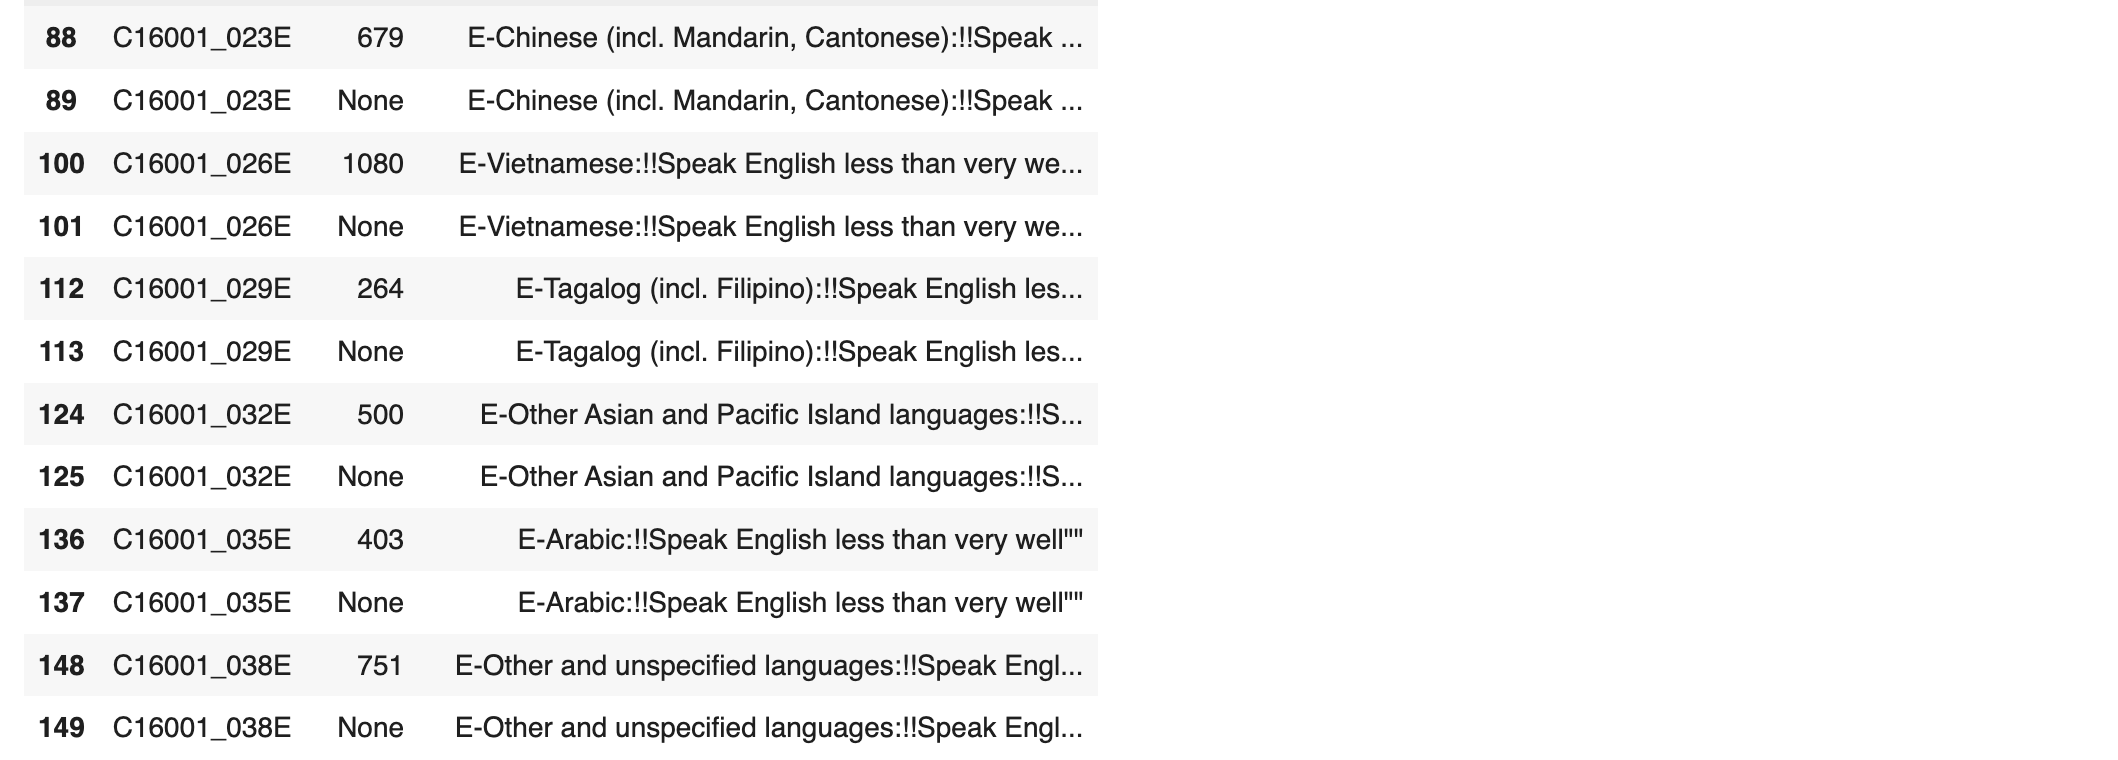 88 C16001_023E 679 E-Chinese (incl. Mandarin, Cantonese):!!Speak ...
89 C16001_023E None E-Chinese (incl. Mandarin, Cantonese):!!Speak ...
100 C16001_026E 1080 E-Vietnamese:!!Speak English less than very we...
101 C16001_026E None E-Vietnamese:!!Speak English less than very we...
112 C16001_029E 264 E-Tagalog (incl. Filipino):!!Speak English les...
113 C16001_029E None E-Tagalog (incl. Filipino):!!Speak English les...
124 C16001_032E 500 E-Other Asian and Pacific Island languages:!!S...
125 C16001_032E None E-Other Asian and Pacific Island languages:!!S...
136 C16001_035E 403 E-Arabic:!!Speak English less than very well""
137 C16001_035E None E-Arabic:!!Speak English less than very well""
148 C16001_038E 751 E-Other and unspecified languages:!!Speak Engl...
149 C16001_038E None E-Other and unspecified languages:!!Speak Engl...